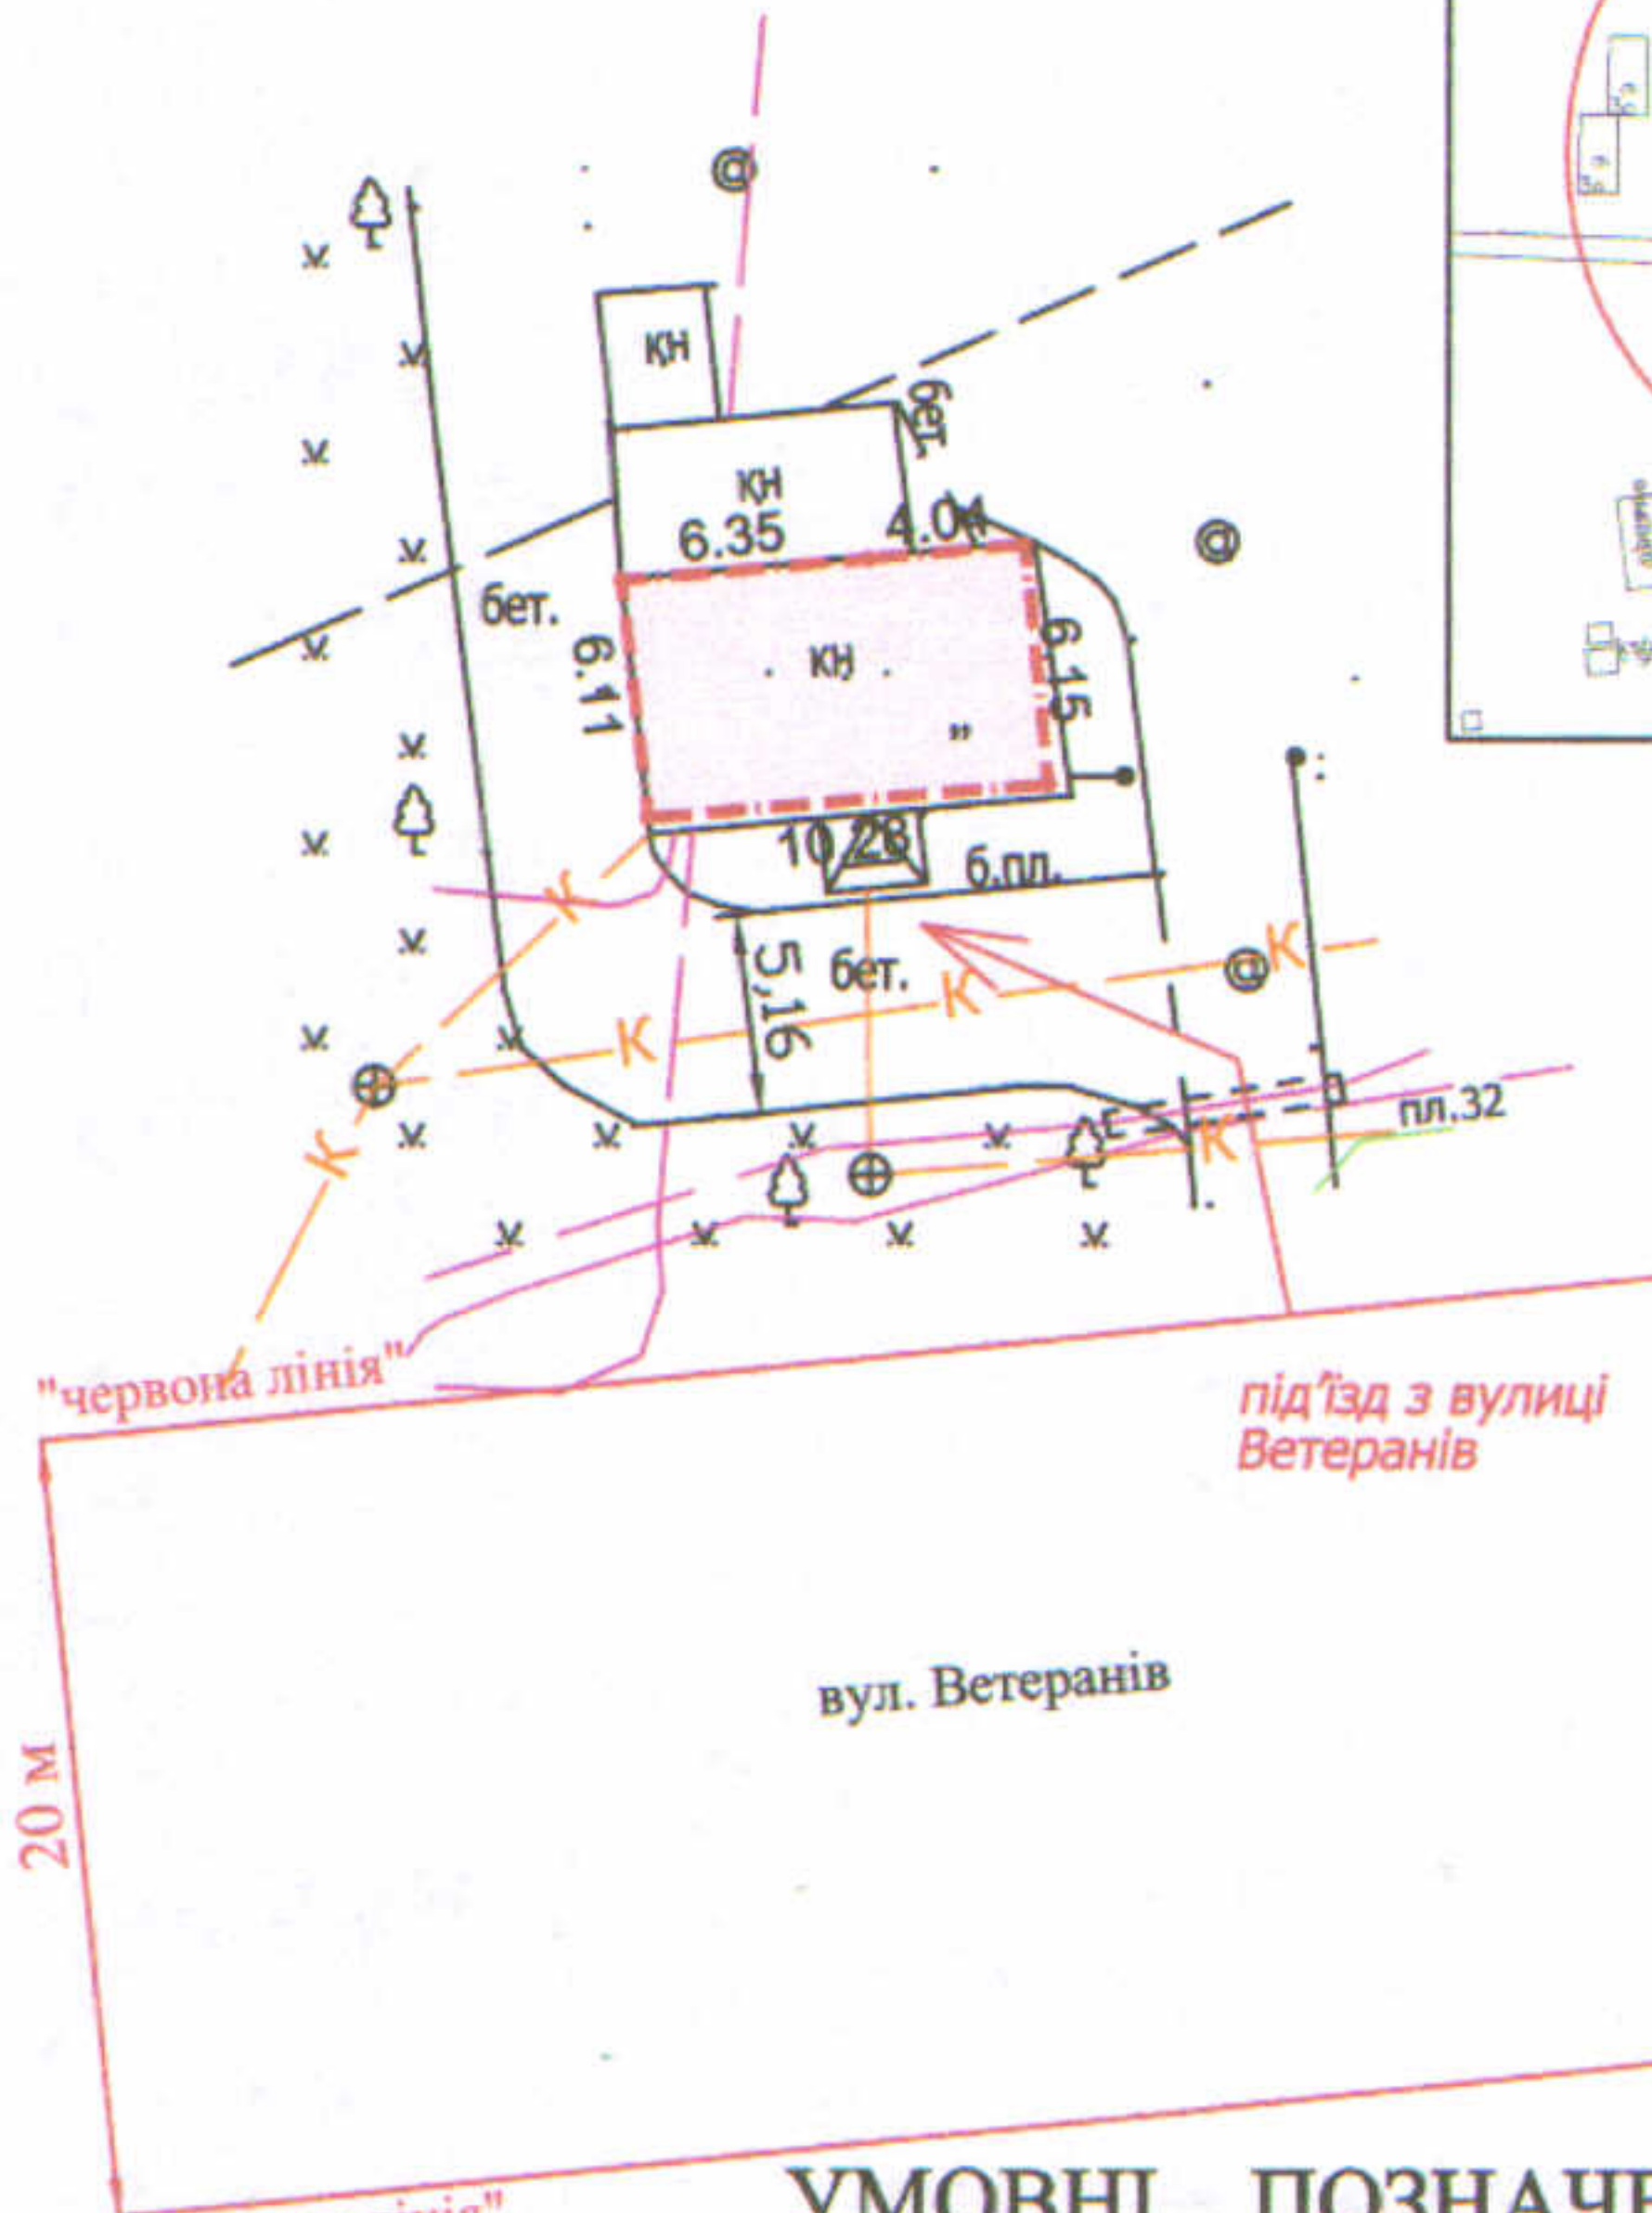 кн
бет.
кн
6.35
4.04
бет.
6.11
кн
6.15
10.28
б.пл.
К
5,16
бет.
К
К
К
К
К
пл.32
"червона лінія"
під'їзд з вулиці
Ветеранів
вул. Ветеранів
20 м
УМОВНІ